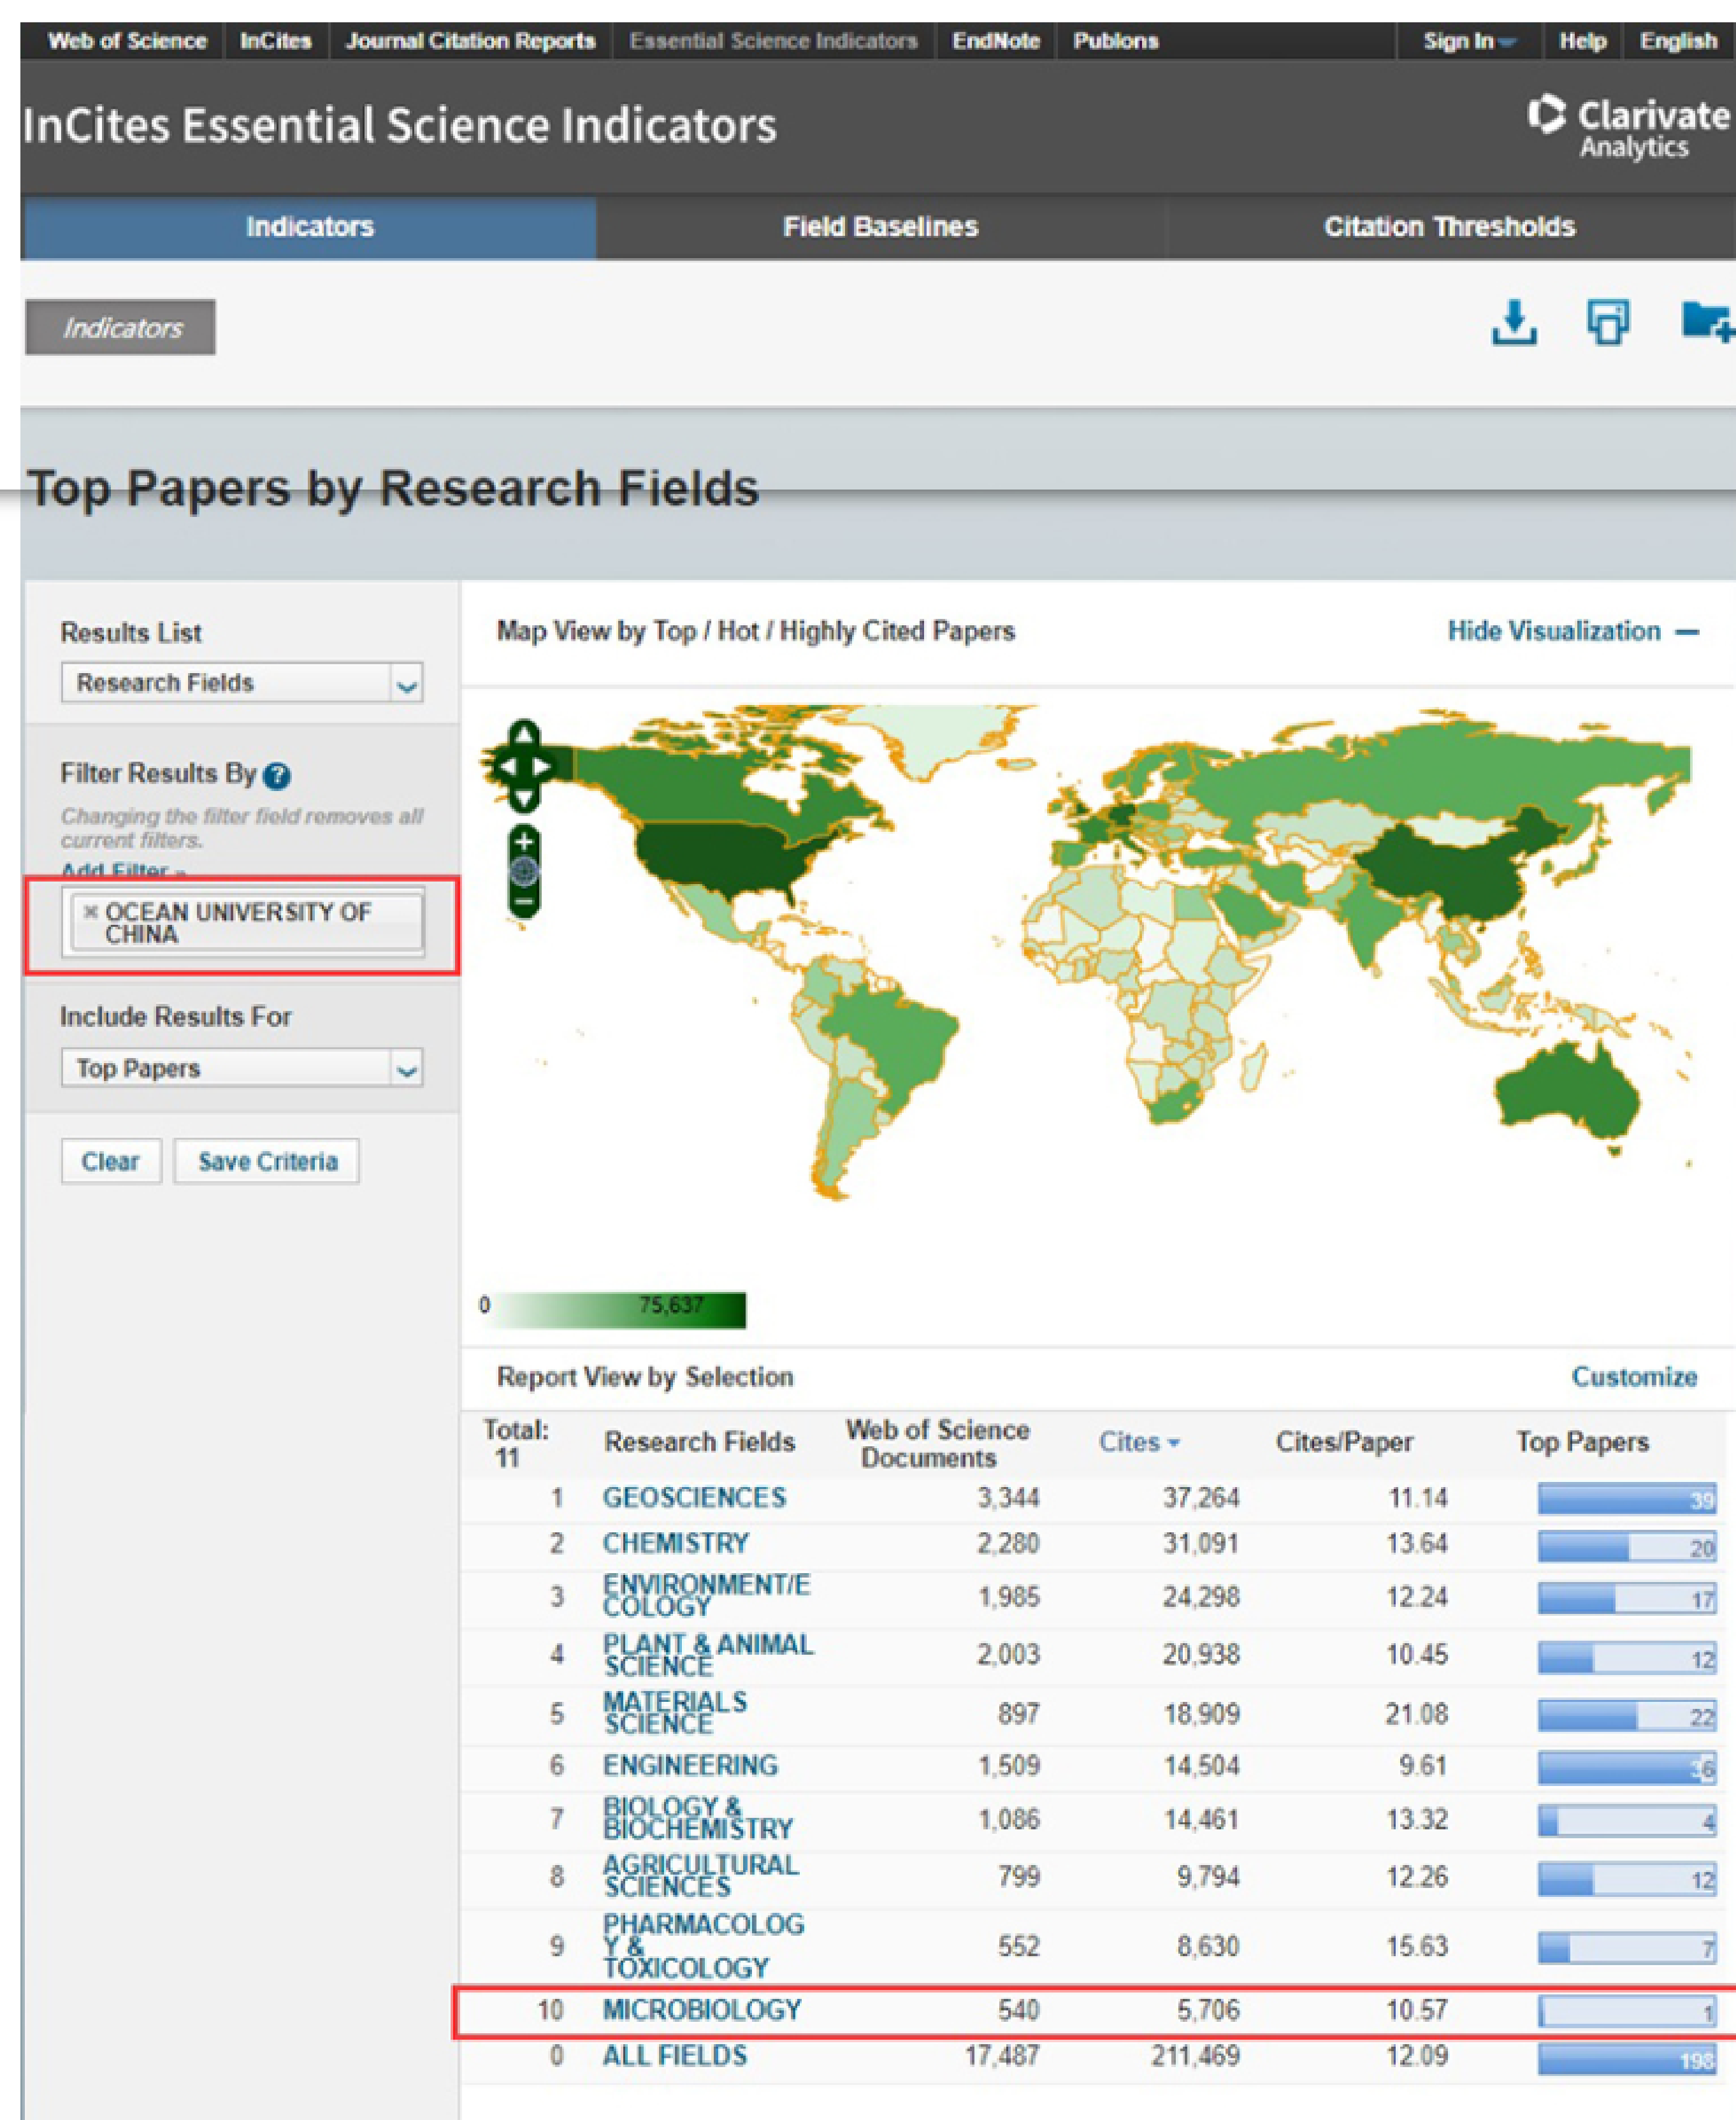 Web of Science InCites Journal Citation Reports Essential Science Indicators EndNote Publons Sign In Help English
InCites Essential Science Indicators
Clarivate
Analytics
Indicators Field Baselines Citation Thresholds
Indicators
Top Papers by Research Fields
Results List
Research Fields
Filter Results By ?
Changing the filter field removes all
current filters.
Add Filter »
× OCEAN UNIVERSITY OF
CHINA
Include Results For
Top Papers
Clear Save Criteria
Map View by Top / Hot / Highly Cited Papers Hide Visualization —
0 75,637
Report View by Selection Customize
Total:
11
Research Fields
Web of Science
Documents
Cites Cites/Paper Top Papers
1 GEOSCIENCES 3,344 37,264 11.14 39
2 CHEMISTRY 2,280 31,091 13.64 20
3 ENVIRONMENT/E
COLOGY 1,985 24,298 12.24 17
4 PLANT & ANIMAL
SCIENCE 2,003 20,938 10.45 12
5 MATERIALS
SCIENCE 897 18,909 21.08 22
6 ENGINEERING 1,509 14,504 9.61 36
7 BIOLOGY &
BIOCHEMISTRY 1,086 14,461 13.32 4
8 AGRICULTURAL
SCIENCES 799 9,794 12.26 12
9 PHARMACOLOG
Y &
TOXICOLOGY 552 8,630 15.63 7
10 MICROBIOLOGY 540 5,706 10.57 1
0 ALL FIELDS 17,487 211,469 12.09 198